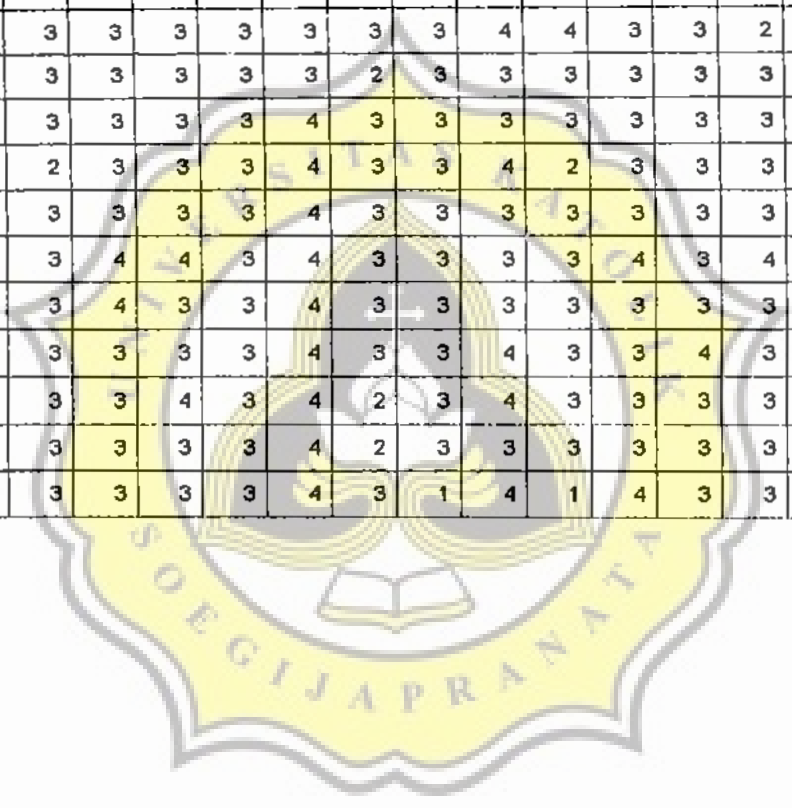 3 3 3 3 3 3 3 4 4 3 3 2
3 3 3 3 3 2 3 3 3 3 3 3
3 3 3 3 4 3 3 3 3 3 3 3
2 3 3 3 4 3 3 4 2 3 3 3
3 3 3 3 4 3 3 3 3 3 3 3
3 4 4 3 4 3 3 3 3 4 3 4
3 4 3 3 4 3 3 3 3 3 3 3
3 3 3 3 4 3 3 4 3 3 4 3
3 3 4 3 4 2 3 4 3 3 3 3
3 3 3 3 4 2 3 3 3 3 3 3
3 3 3 3 4 3 1 4 1 4 3 3
UNIVERSITAS KATOLIK
SOEGIJAPRANATA